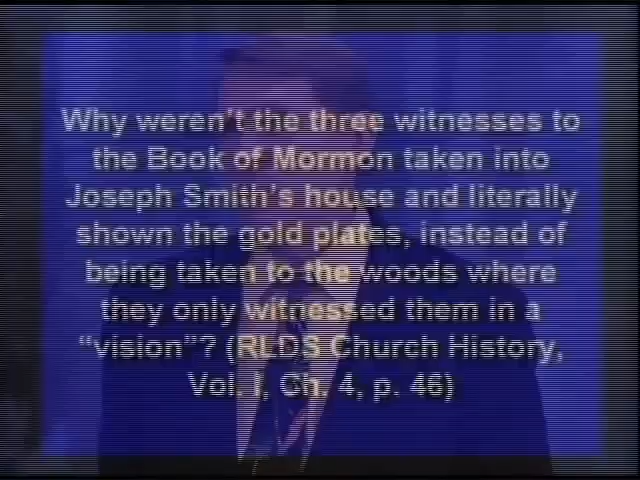 Why weren't the three witnesses to
the Book of Mormon taken into
Joseph Smith's house and literally
shown the gold plates, instead of
being taken to the woods where
they only witnessed them in a
“vision”? (RLDS Church History,
Vol. I, Ch. 4, p. 46)